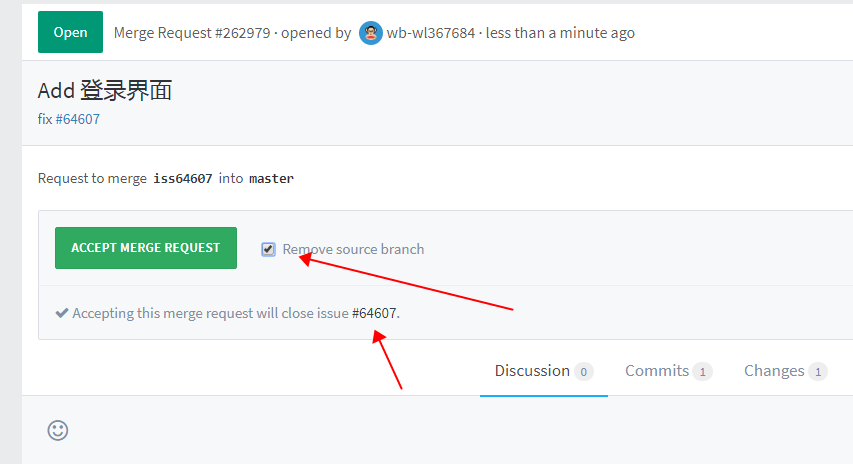 Open Merge Request #262979 · opened by wb-wl367684 · less than a minute ago
Add 登录界面
fix #64607
Request to merge iss64607 into master
ACCEPT MERGE REQUEST Remove source branch
Accepting this merge request will close issue #64607.
Discussion 0 Commits 1 Changes 1